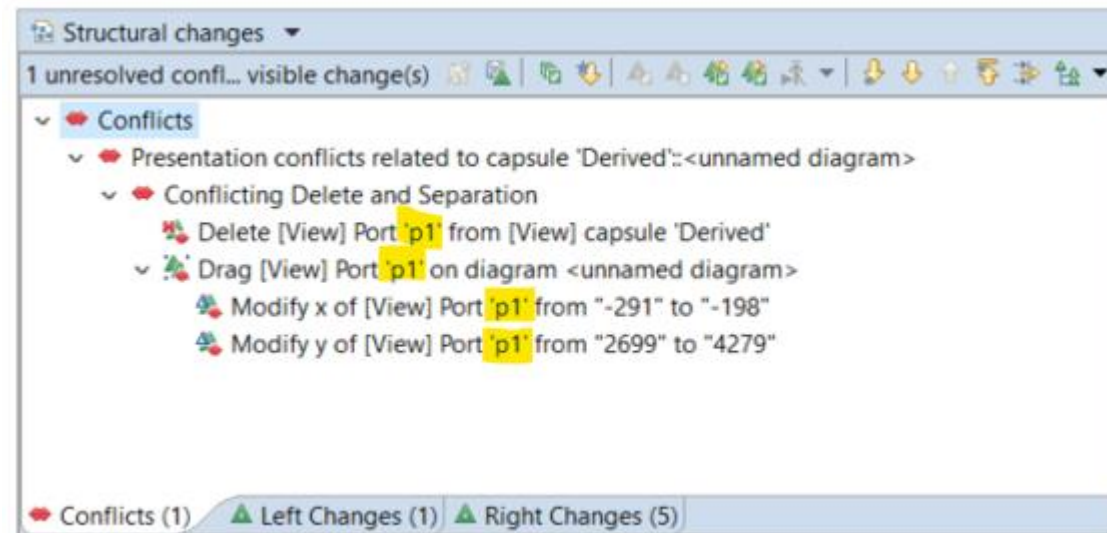 Structural changes
1 unresolved confl... visible change(s)
Conflicts
Presentation conflicts related to capsule 'Derived'::<unnamed diagram>
Conflicting Delete and Separation
Delete [View] Port 'p1' from [View] capsule 'Derived'
Drag [View] Port 'p1' on diagram <unnamed diagram>
Modify x of [View] Port 'p1' from "-291" to "-198"
Modify y of [View] Port 'p1' from "2699" to "4279"
Conflicts (1) Left Changes (1) Right Changes (5)